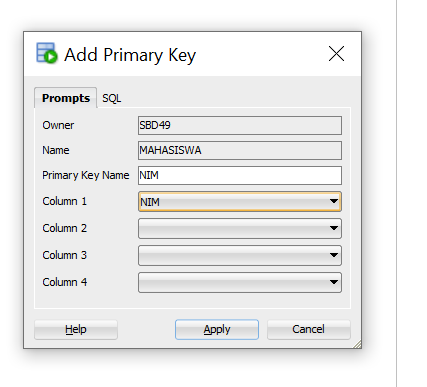 Add Primary Key
Prompts SQL
Owner SBD49
Name MAHASISWA
Primary Key Name NIM
Column 1 NIM
Column 2
Column 3
Column 4
Help Apply Cancel